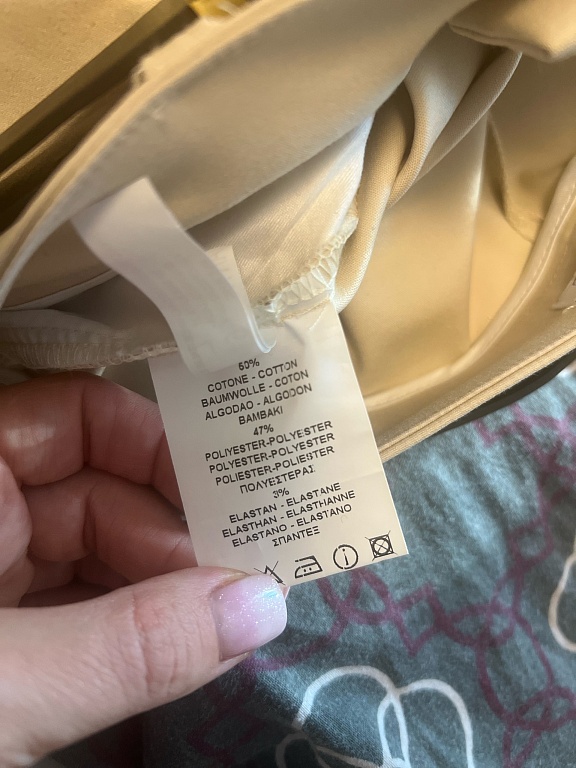 50%
COTONE - COTTON
BAUMWOLLE - COTON
ALGODAO - ALGODON
BAMBAKI
47%
POLIYESTER-POLYESTER
POLYESTER-POLYESTER
POLIESTER-POLIESTER
ΠΟΛΥΕΣΤΕΡΑΣ
3%
ELASTAN - ELASTANE
ELASTHAN - ELASTHANNE
ELASTANO - ELASTANO
ΣΠΑΝΤΕΞ